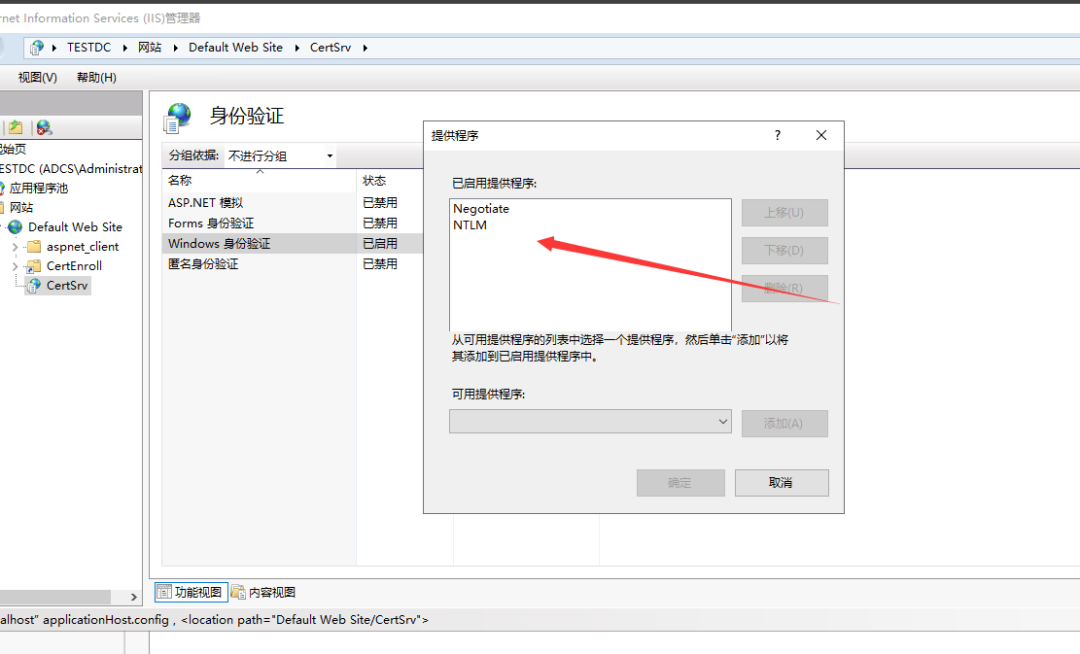 rnet Information Services (IIS)管理器
TESTDC 网站 Default Web Site CertSrv
视图(V) 帮助(H)
始页
ESTDC (ADCS\Administrat
应用程序池
网站
Default Web Site
aspnet_client
CertEnroll
CertSrv
身份验证
分组依据: 不进行分组
名称 状态
ASP.NET 模拟 已禁用
Forms 身份验证 已禁用
Windows 身份验证 已启用
匿名身份验证 已禁用
提供程序
?
已启用提供程序:
Negotiate
NTLM
上移(U)
下移(D)
删除(R)
从可用提供程序的列表中选择一个提供程序，然后单击“添加”以将
其添加到已启用提供程序中。
可用提供程序:
添加(A)
确定 取消
功能视图 内容视图
alhost" applicationHost.config , <location path="Default Web Site/CertSrv">